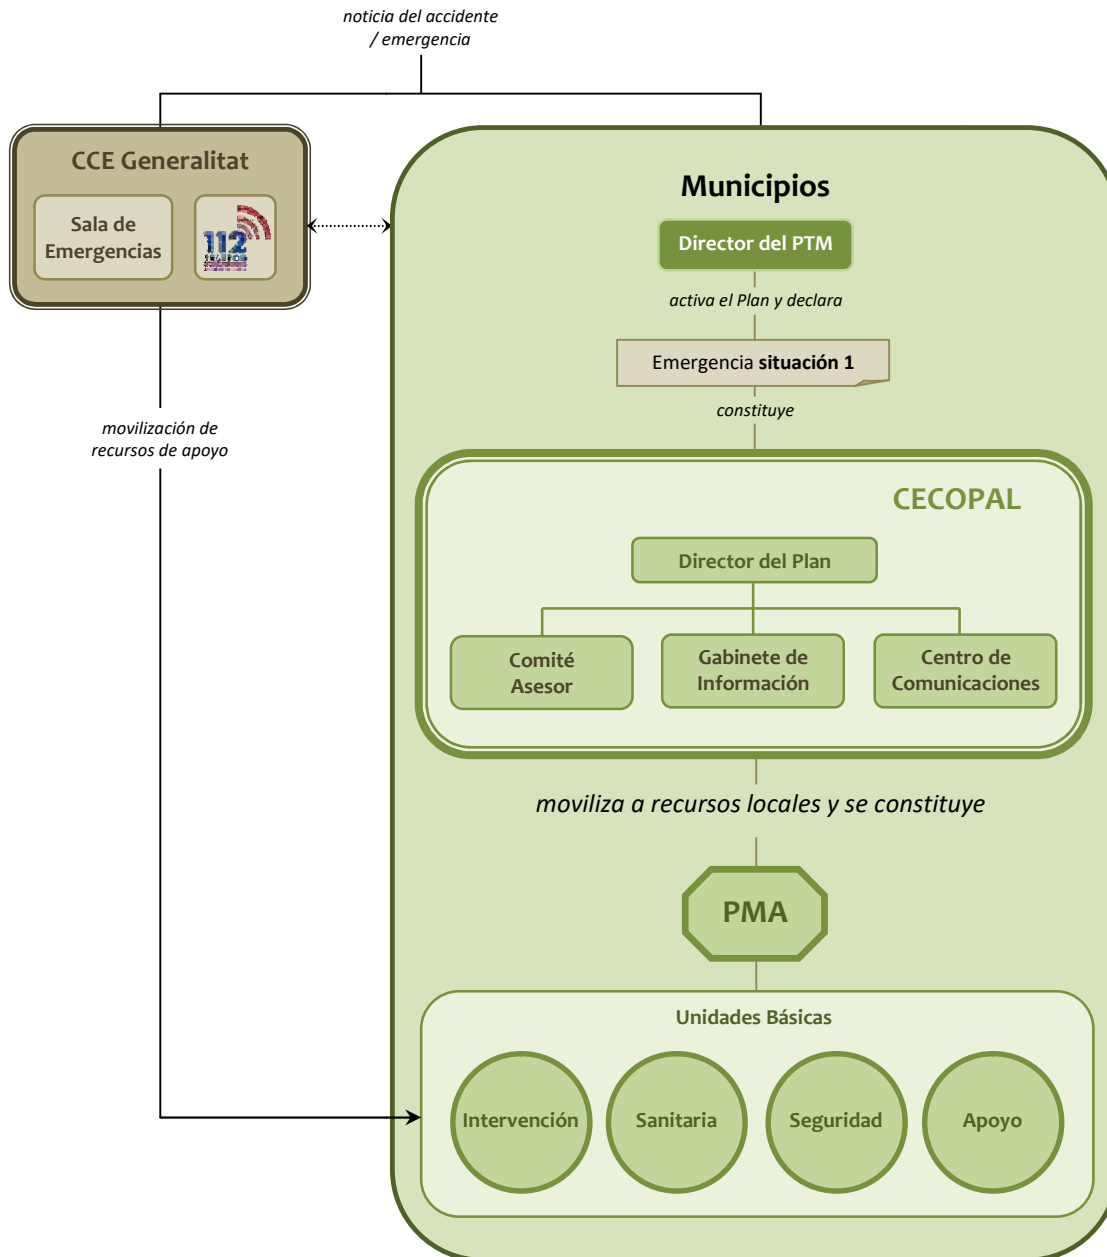 noticia del accidente
/ emergencia
CCE Generalitat
Sala de
Emergencias
112
Municipios
Director del PTM
activa el Plan y declara
Emergencia situación 1
constituye
movilización de
recursos de apoyo
CECOPAL
Director del Plan
Comité
Asesor
Gabinete de
Información
Centro de
Comunicaciones
moviliza a recursos locales y se constituye
PMA
Unidades Básicas
Intervención
Sanitaria
Seguridad
Apoyo